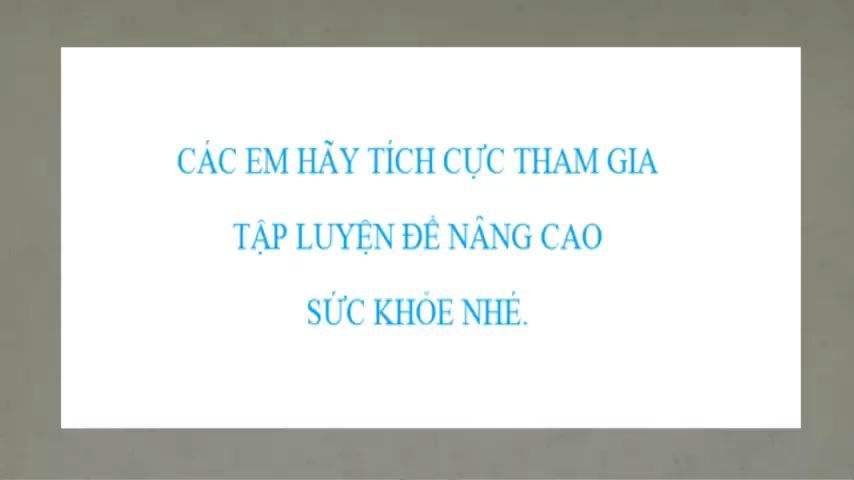 CÁC EM HÃY TÍCH CỰC THAM GIA
TẬP LUYỆN ĐỂ NÂNG CAO
SỨC KHỎE NHÉ.